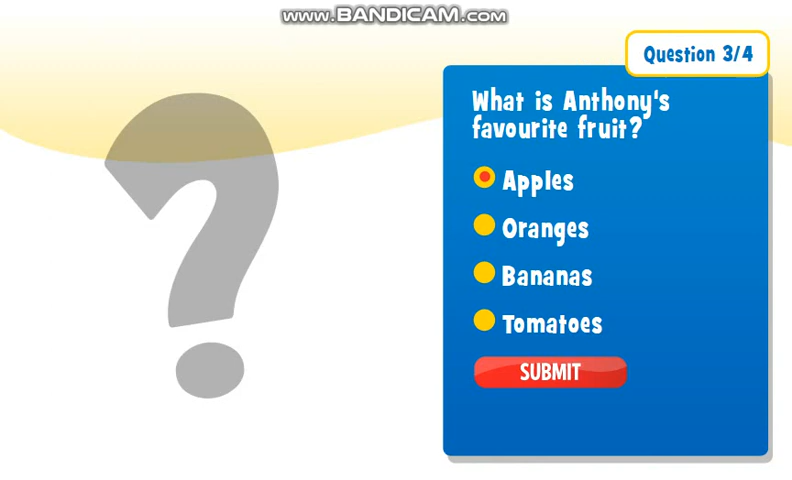 www.BANDICAM.com
Question 3/4
What is Anthony's
favourite fruit?
Apples
Oranges
Bananas
Tomatoes
SUBMIT